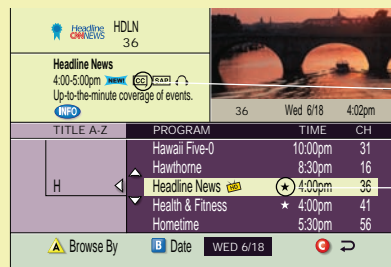 Headline CNNNEWS HDLN
36
Headline News
4:00-5:00pm NEW! CC SAP
Up-to-the-minute coverage of events.
INFO
36 Wed 6/18 4:02pm
TITLE A-Z PROGRAM TIME CH
Hawaii Five-0 10:00pm 31
Hawthorne 8:30pm 16
H Headline News HD ★ 4:00pm 36
Health & Fitness ★ 4:00pm 41
Hometime 5:30pm 56
A Browse By B Date WED 6/18 C